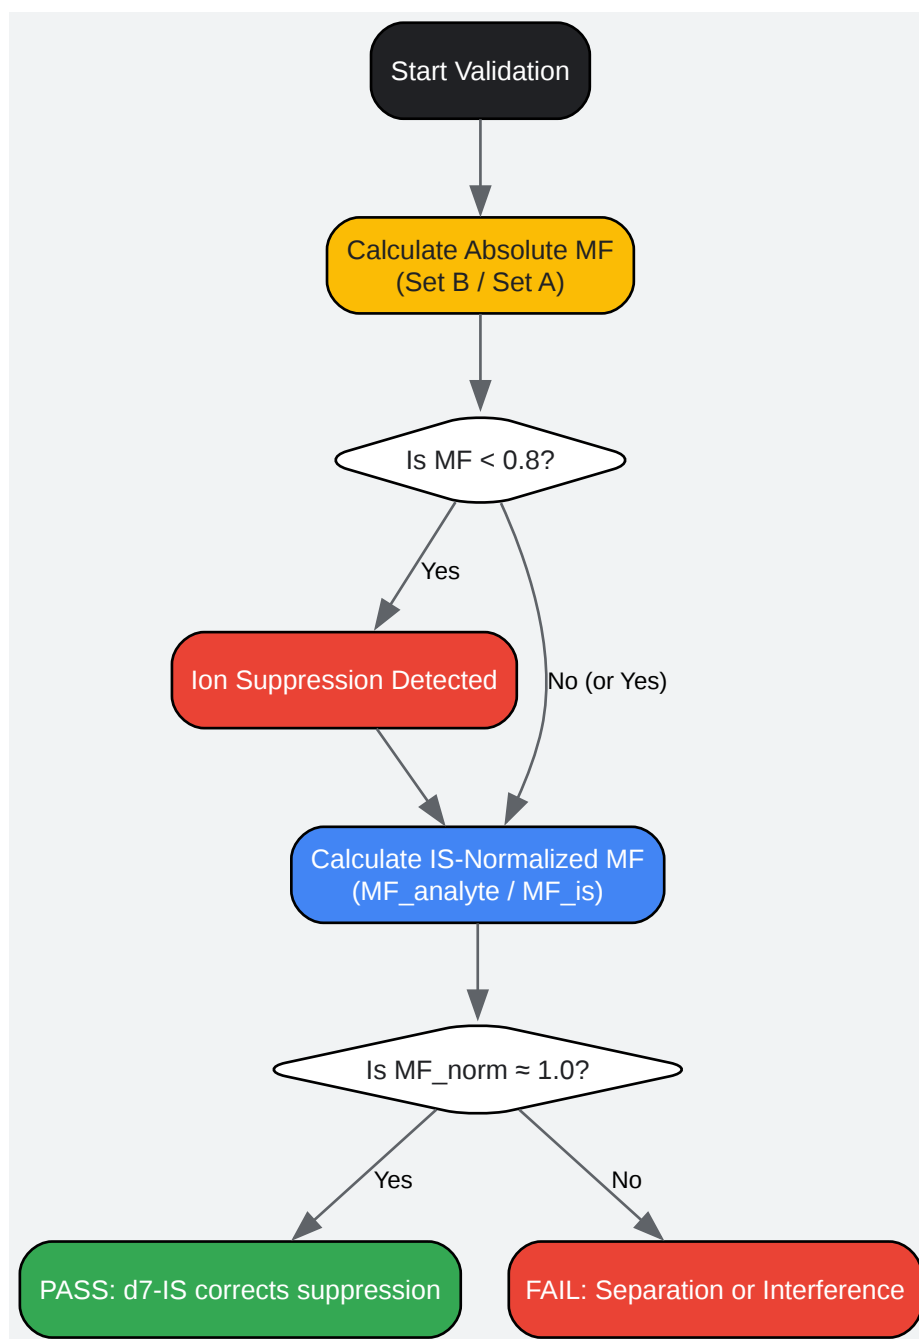 Start Validation
Calculate Absolute MF
(Set B / Set A)
Is MF < 0.8?
Yes
Ion Suppression Detected
No (or Yes)
Calculate IS-Normalized MF
(MF_analyte / MF_is)
Is MF_norm ≈ 1.0?
Yes
No
PASS: d7-IS corrects suppression
FAIL: Separation or Interference